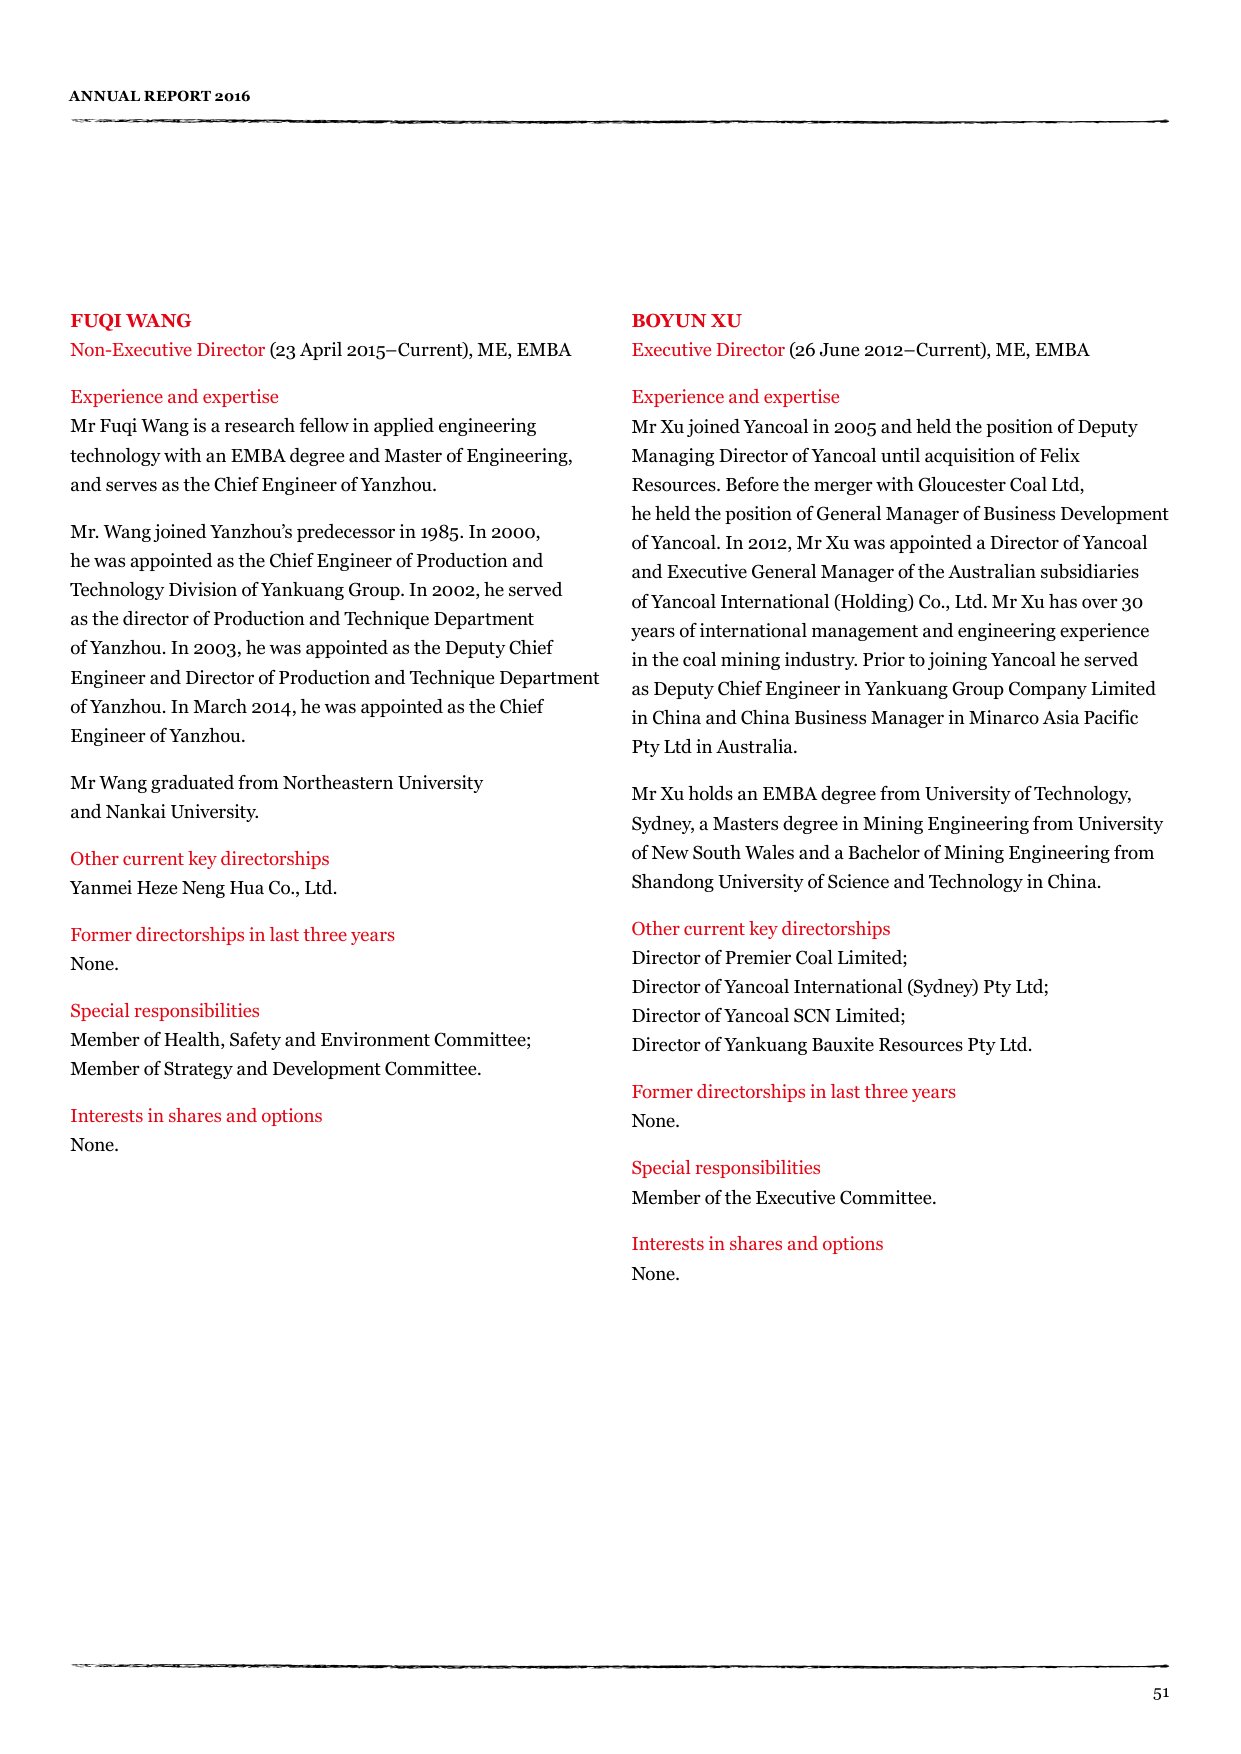 ANNUAL REPORT 2016
FUQI WANG
Non-Executive Director (23 April 2015–Current), ME, EMBA
Experience and expertise
Mr Fuqi Wang is a research fellow in applied engineering
technology with an EMBA degree and Master of Engineering,
and serves as the Chief Engineer of Yanzhou.
Mr. Wang joined Yanzhou’s predecessor in 1985. In 2000,
he was appointed as the Chief Engineer of Production and
Technology Division of Yankuang Group. In 2002, he served
as the director of Production and Technique Department
of Yanzhou. In 2003, he was appointed as the Deputy Chief
Engineer and Director of Production and Technique Department
of Yanzhou. In March 2014, he was appointed as the Chief
Engineer of Yanzhou.
Mr Wang graduated from Northeastern University
and Nankai University.
Other current key directorships
Yanmei Heze Neng Hua Co., Ltd.
Former directorships in last three years
None.
Special responsibilities
Member of Health, Safety and Environment Committee;
Member of Strategy and Development Committee.
Interests in shares and options
None.
BOYUN XU
Executive Director (26 June 2012–Current), ME, EMBA
Experience and expertise
Mr Xu joined Yancoal in 2005 and held the position of Deputy
Managing Director of Yancoal until acquisition of Felix
Resources. Before the merger with Gloucester Coal Ltd,
he held the position of General Manager of Business Development
of Yancoal. In 2012, Mr Xu was appointed a Director of Yancoal
and Executive General Manager of the Australian subsidiaries
of Yancoal International (Holding) Co., Ltd. Mr Xu has over 30
years of international management and engineering experience
in the coal mining industry. Prior to joining Yancoal he served
as Deputy Chief Engineer in Yankuang Group Company Limited
in China and China Business Manager in Minarco Asia Pacific
Pty Ltd in Australia.
Mr Xu holds an EMBA degree from University of Technology,
Sydney, a Masters degree in Mining Engineering from University
of New South Wales and a Bachelor of Mining Engineering from
Shandong University of Science and Technology in China.
Other current key directorships
Director of Premier Coal Limited;
Director of Yancoal International (Sydney) Pty Ltd;
Director of Yancoal SCN Limited;
Director of Yankuang Bauxite Resources Pty Ltd.
Former directorships in last three years
None.
Special responsibilities
Member of the Executive Committee.
Interests in shares and options
None.
51